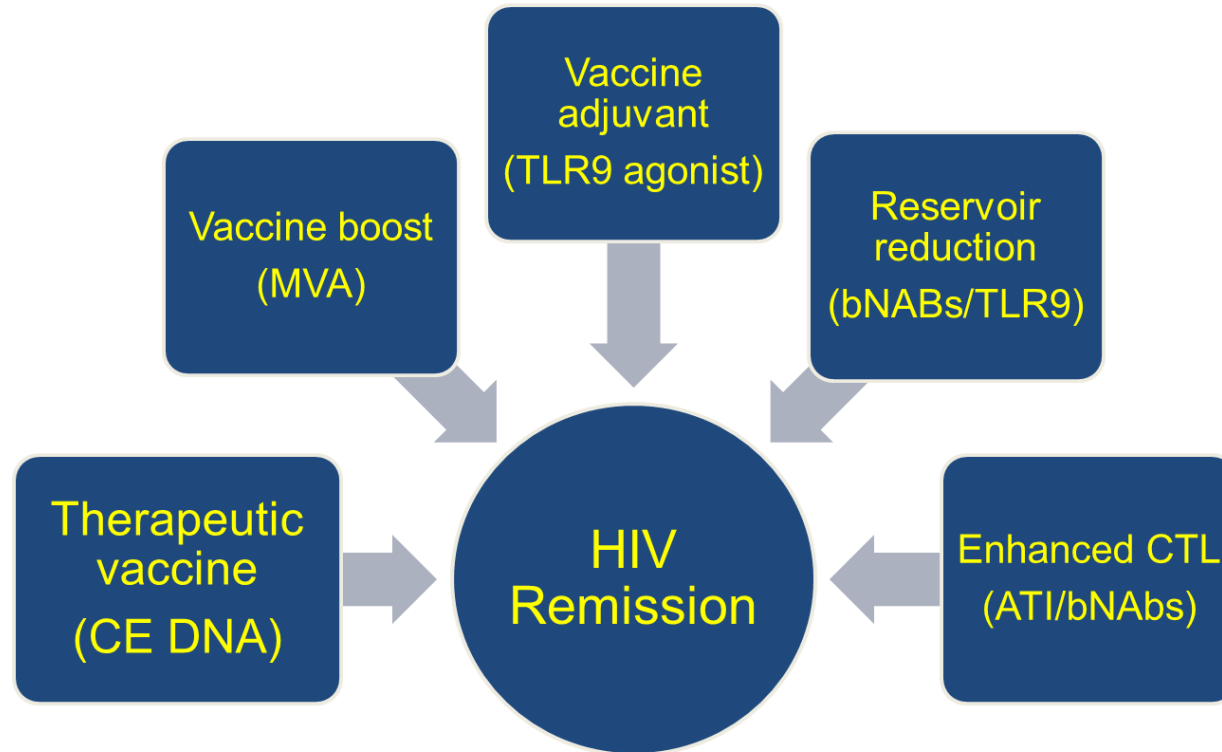 Vaccine
adjuvant
(TLR9 agonist)
Vaccine boost
(MVA)
Reservoir
reduction
(bNABs/TLR9)
Therapeutic
vaccine
(CE DNA)
HIV
Remission
Enhanced CTL
(ATI/bNAbs)